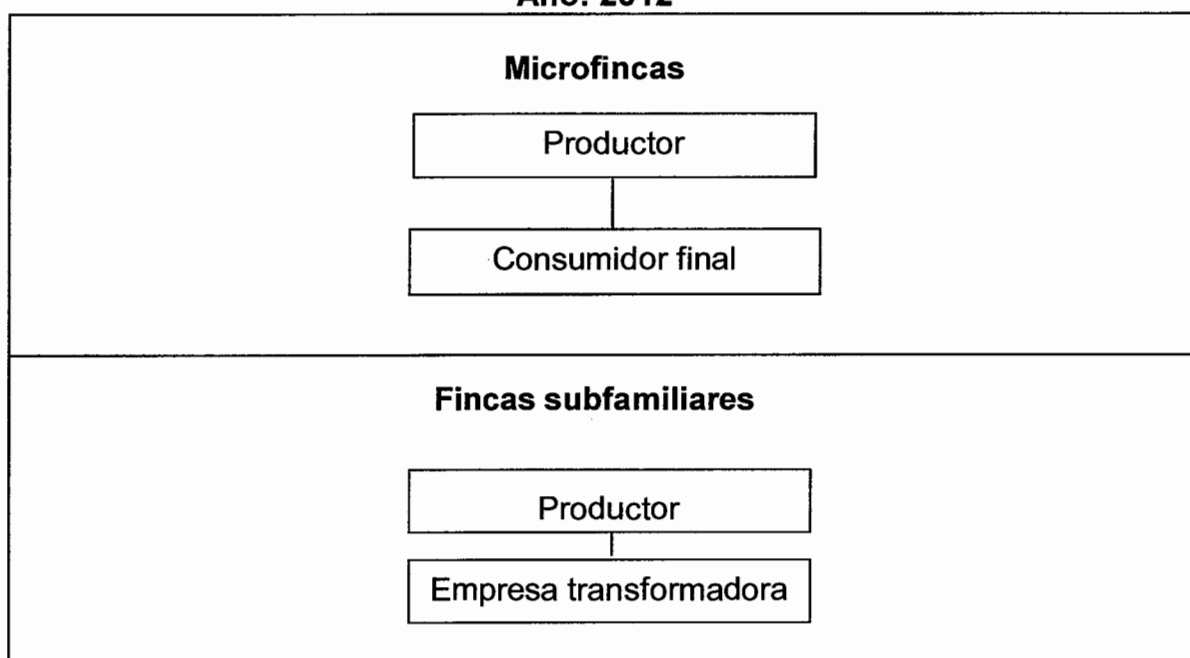 Año: 2012
Microfincas
Productor
Consumidor final
Fincas subfamiliares
Productor
Empresa transformadora